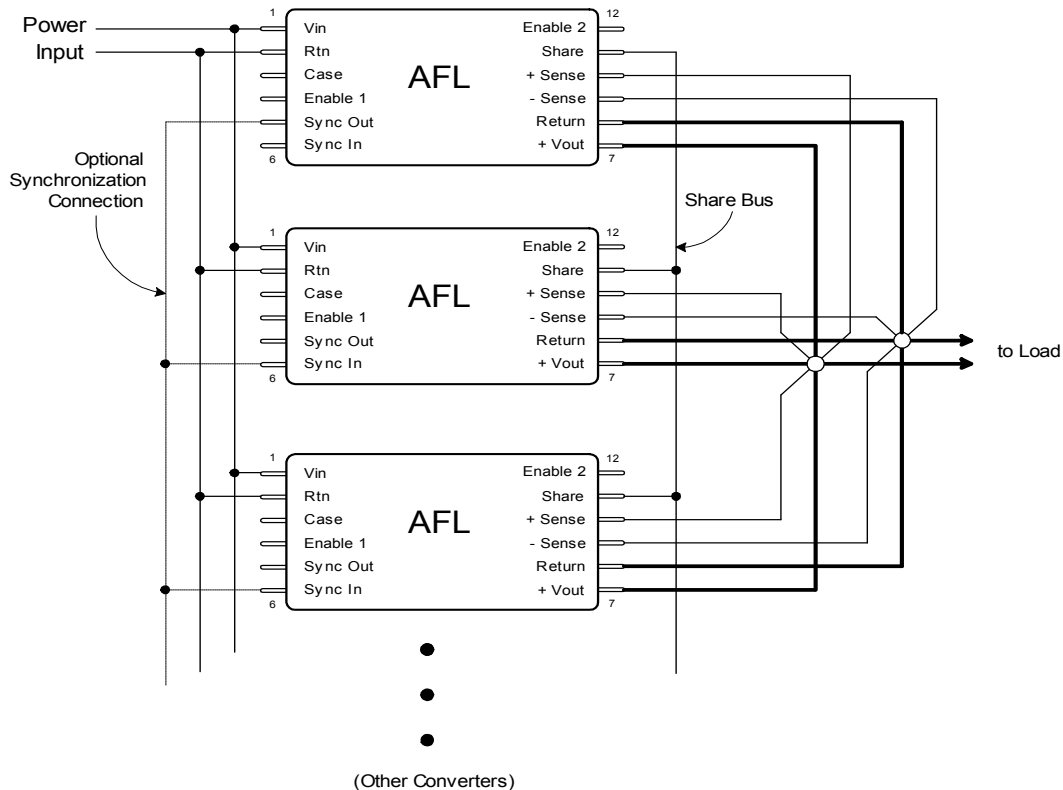 Power
Input
1
12
Vin
Rtn
Case
Enable 1
Sync Out
Sync In
6
AFL
Enable 2
Share
+ Sense
- Sense
Return
+ Vout
7
Optional
Synchronization
Connection
Share Bus
1
12
Vin
Rtn
Case
Enable 1
Sync Out
Sync In
6
AFL
Enable 2
Share
+ Sense
- Sense
Return
+ Vout
7
to Load
1
12
Vin
Rtn
Case
Enable 1
Sync Out
Sync In
6
AFL
Enable 2
Share
+ Sense
- Sense
Return
+ Vout
7
(Other Converters)